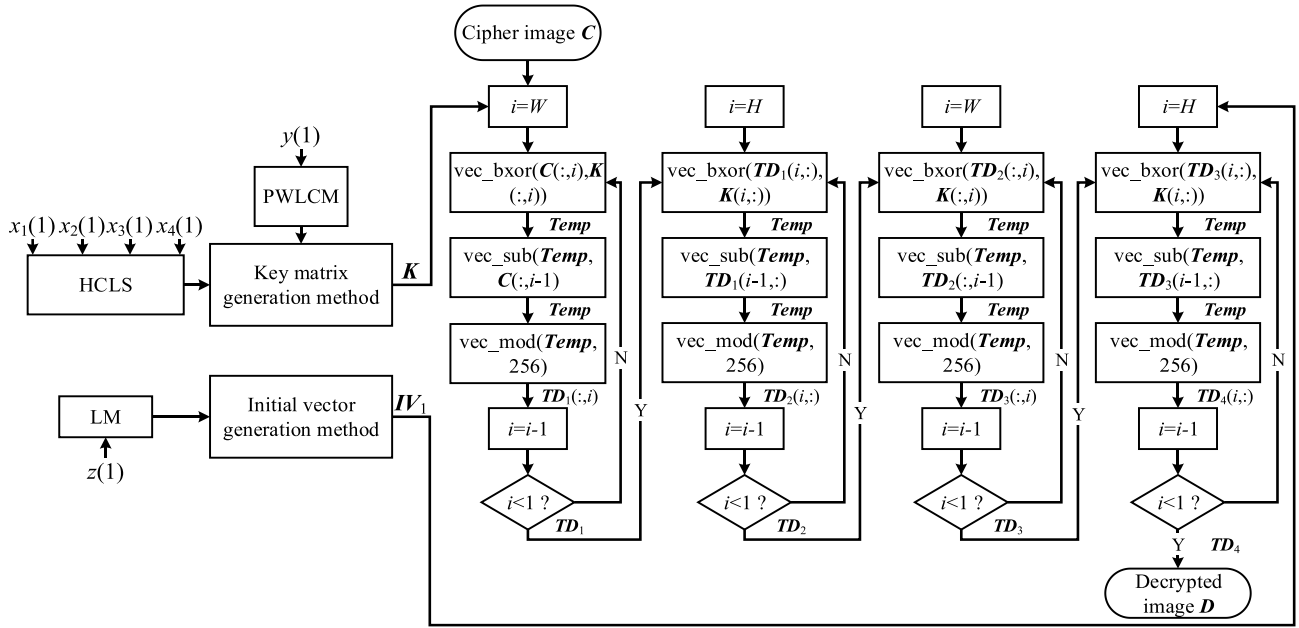 Cipher image C
i=W
i=H
i=W
i=H
y(1)
PWLCM
x1(1) x2(1) x3(1) x4(1)
HCLS
Key matrix
generation method
K
LM
z(1)
Initial vector
generation method
IV1
vec_bxor(C(:,i),K
(:,i))
Temp
vec_sub(Temp,
C(:,i-1)
Temp
vec_mod(Temp,
256)
TD1(:,i)
i=i-1
i<1 ?
N
Y
TD1
vec_bxor(TD1(i,:),
K(i,:))
Temp
vec_sub(Temp,
TD1(i-1,:)
Temp
vec_mod(Temp,
256)
TD2(i,:)
i=i-1
i<1 ?
N
Y
TD2
vec_bxor(TD2(:,i),
K(:,i))
Temp
vec_sub(Temp,
TD2(:,i-1)
Temp
vec_mod(Temp,
256)
TD3(:,i)
i=i-1
i<1 ?
N
Y
TD3
vec_bxor(TD3(i,:),
K(i,:))
Temp
vec_sub(Temp,
TD3(i-1,:)
Temp
vec_mod(Temp,
256)
TD4(i,:)
i=i-1
i<1 ?
N
Y
TD4
Decrypted
image D